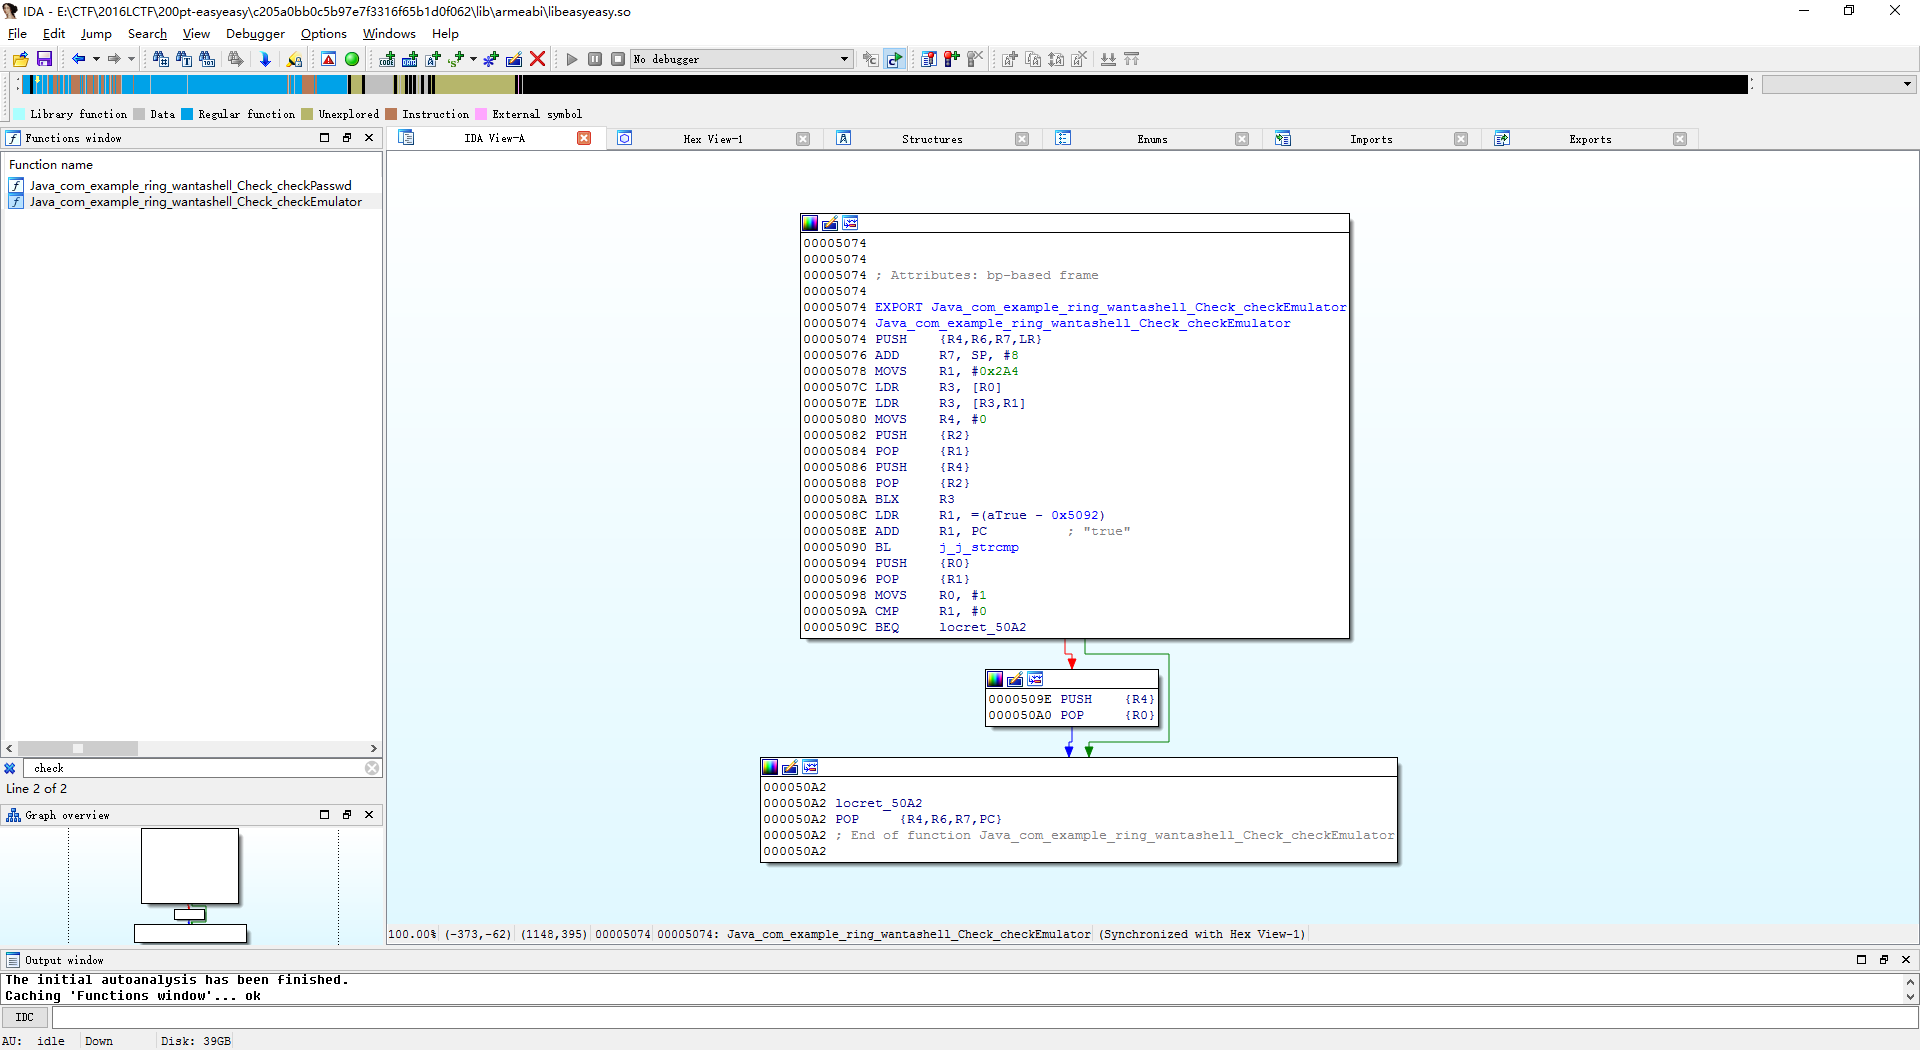 IDA - E:\CTF\2016LCTF\200pt-easyeasy\c205a0bb0c5b97e7f3316f65b1d0f062\lib\armeabi\libeasyeasy.so
File Edit Jump Search View Debugger Options Windows Help
No debugger
Library function Data Regular function Unexplored Instruction External symbol
Functions window
IDA View-A Hex View-1 Structures Enums Imports Exports
Function name
Java_com_example_ring_wantashell_Check_checkPasswd
Java_com_example_ring_wantashell_Check_checkEmulator
check
Line 2 of 2
Graph overview
00005074
00005074
00005074 ; Attributes: bp-based frame
00005074
00005074 EXPORT Java_com_example_ring_wantashell_Check_checkEmulator
00005074 Java_com_example_ring_wantashell_Check_checkEmulator
00005074 PUSH {R4,R6,R7,LR}
00005076 ADD R7, SP, #8
00005078 MOVS R1, #0x2A4
0000507C LDR R3, [R0]
0000507E LDR R3, [R3,R1]
00005080 MOVS R4, #0
00005082 PUSH {R2}
00005084 POP {R1}
00005086 PUSH {R4}
00005088 POP {R2}
0000508A BLX R3
0000508C LDR R1, =(aTrue - 0x5092)
0000508E ADD R1, PC ; "true"
00005090 BL j_j_strcmp
00005094 PUSH {R0}
00005096 POP {R1}
00005098 MOVS R0, #1
0000509A CMP R1, #0
0000509C BEQ locret_50A2
0000509E PUSH {R4}
000050A0 POP {R0}
000050A2
000050A2 locret_50A2
000050A2 POP {R4,R6,R7,PC}
000050A2 ; End of function Java_com_example_ring_wantashell_Check_checkEmulator
000050A2
100.00% (-373,-62) (1148,395) 00005074 00005074: Java_com_example_ring_wantashell_Check_checkEmulator (Synchronized with Hex View-1)
Output window
The initial autoanalysis has been finished.
Caching 'Functions window'... ok
IDC
AU: idle Down Disk: 39GB